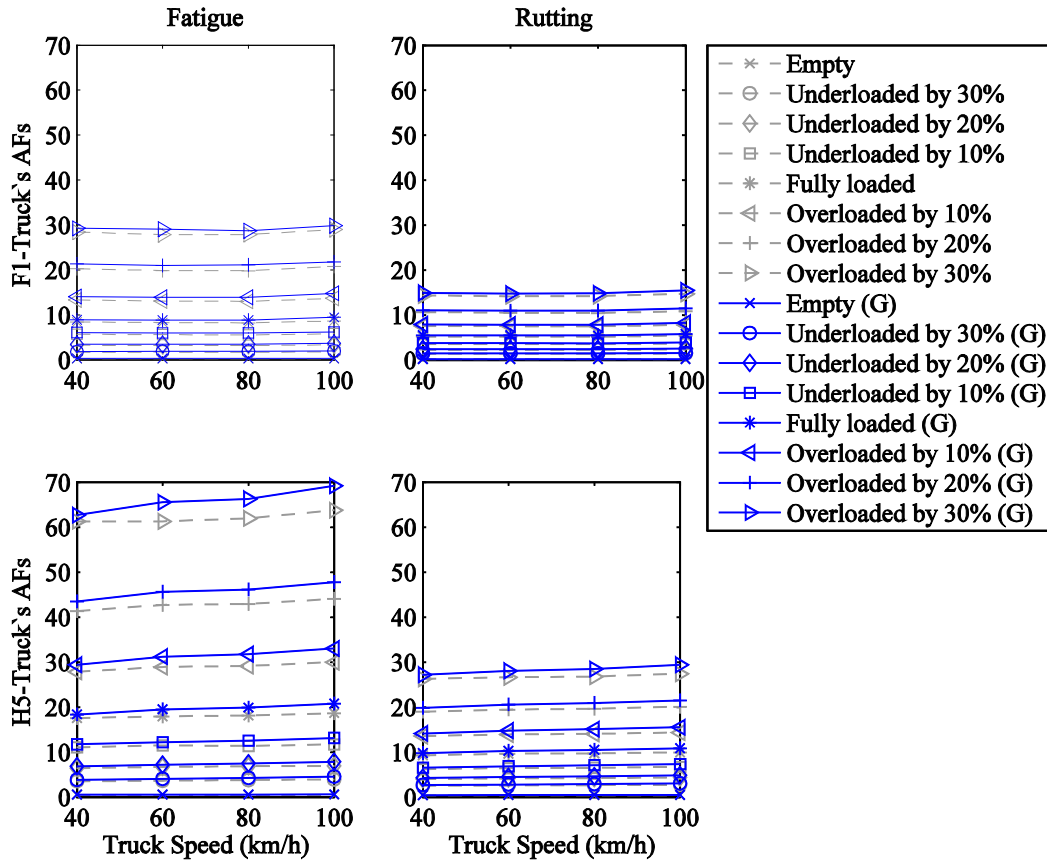 Fatigue
Rutting
F1-Truck`s AFs
70
60
50
40
30
20
10
0
40 60 80 100
70
60
50
40
30
20
10
0
40 60 80 100
Empty
Underloaded by 30%
Underloaded by 20%
Underloaded by 10%
Fully loaded
Overloaded by 10%
Overloaded by 20%
Overloaded by 30%
Empty (G)
Underloaded by 30% (G)
Underloaded by 20% (G)
Underloaded by 10% (G)
Fully loaded (G)
Overloaded by 10% (G)
Overloaded by 20% (G)
Overloaded by 30% (G)
H5-Truck`s AFs
70
60
50
40
30
20
10
0
40 60 80 100
Truck Speed (km/h)
70
60
50
40
30
20
10
0
40 60 80 100
Truck Speed (km/h)